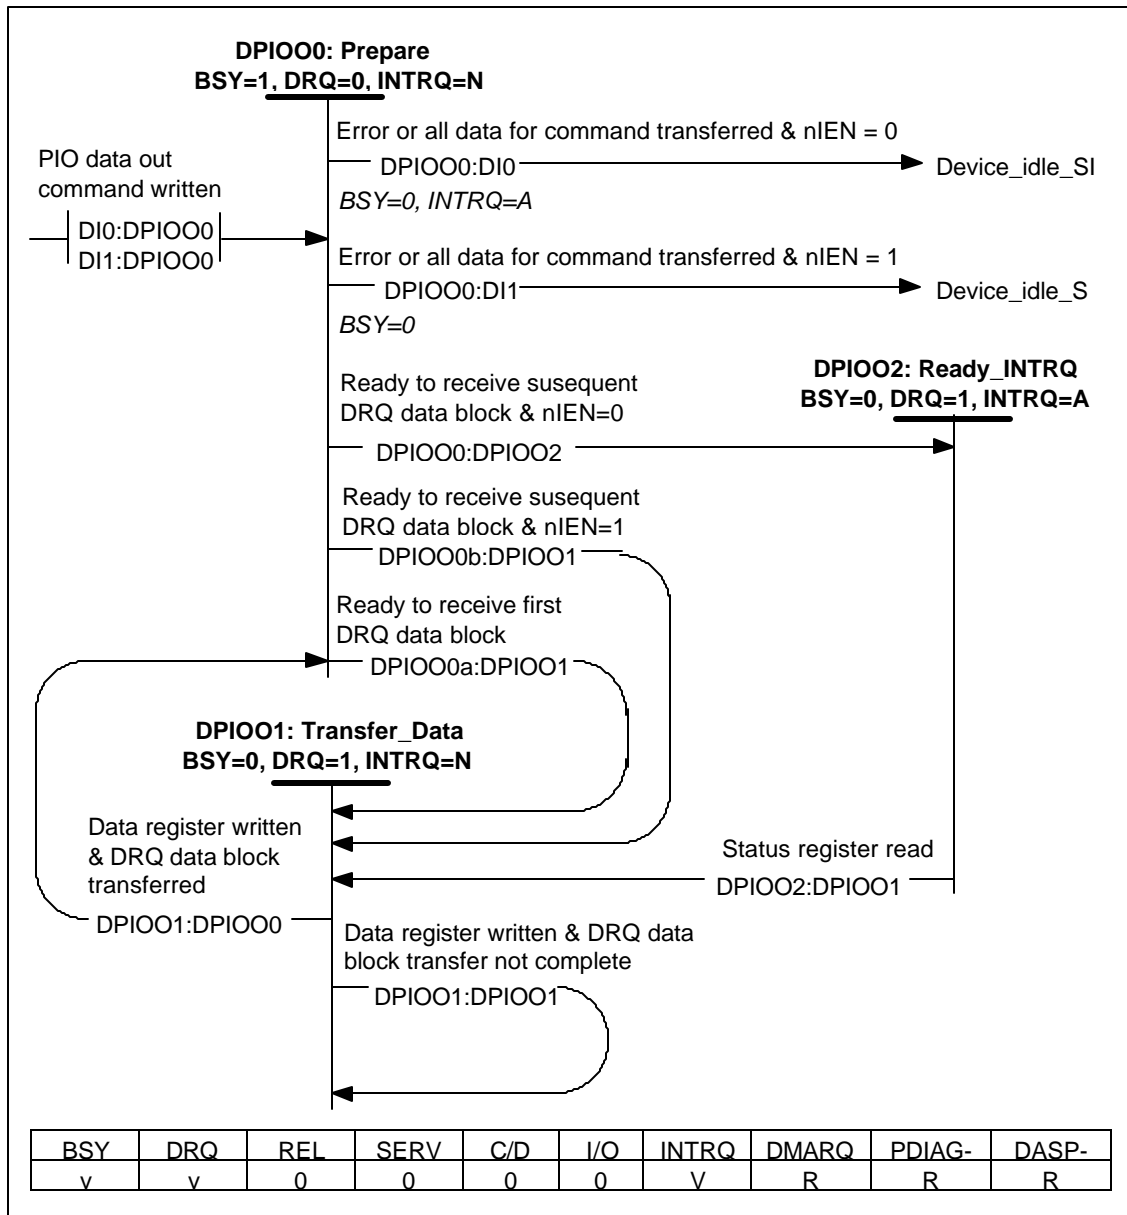 DPIOO0: Prepare
BSY=1, DRQ=0, INTRQ=N
Error or all data for command transferred & nIEN = 0
DPIOO0:DI0
Device_idle_SI
BSY=0, INTRQ=A
PIO data out
command written
DI0:DPIOO0
DI1:DPIOO0
Error or all data for command transferred & nIEN = 1
DPIOO0:DI1
Device_idle_S
BSY=0
DPIOO2: Ready_INTRQ
BSY=0, DRQ=1, INTRQ=A
Ready to receive susequent
DRQ data block & nIEN=0
DPIOO0:DPIOO2
Ready to receive susequent
DRQ data block & nIEN=1
DPIOO0b:DPIOO1
Ready to receive first
DRQ data block
DPIOO0a:DPIOO1
DPIOO1: Transfer_Data
BSY=0, DRQ=1, INTRQ=N
Data register written
& DRQ data block
transferred
DPIOO1:DPIOO0
Status register read
DPIOO2:DPIOO1
Data register written & DRQ data
block transfer not complete
DPIOO1:DPIOO1
BSY DRQ REL SERV C/D I/O INTRQ DMARQ PDIAG- DASP-
v v 0 0 0 0 V R R R